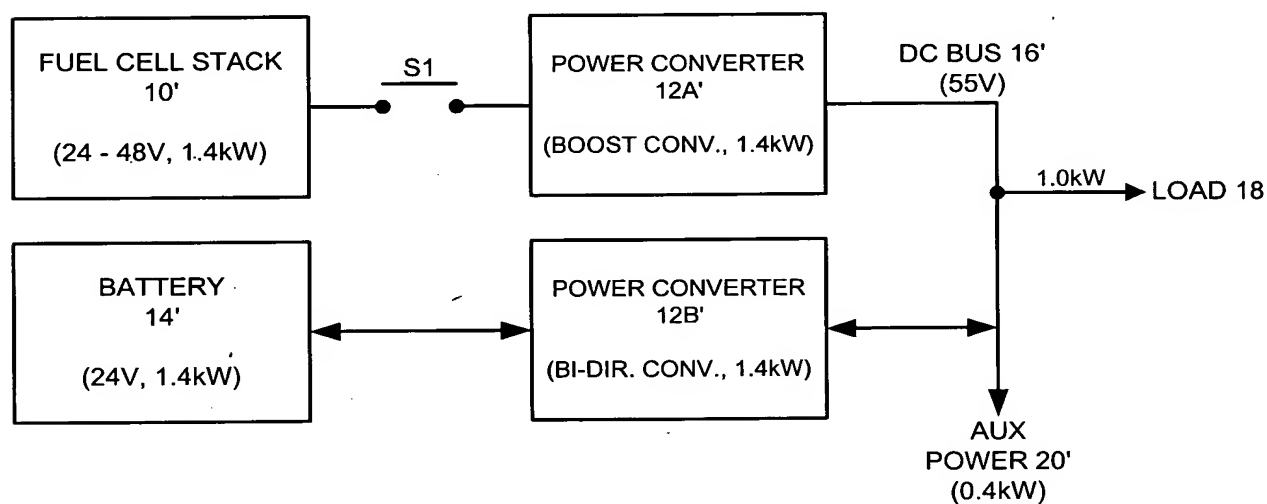 FUEL CELL STACK
10'
(24 - 48V, 1.4kW)
S1
POWER CONVERTER
12A'
(BOOST CONV., 1.4kW)
DC BUS 16'
(55V)
1.0kW
LOAD 18
BATTERY
14'
(24V, 1.4kW)
POWER CONVERTER
12B'
(BI-DIR. CONV., 1.4kW)
AUX
POWER 20'
(0.4kW)